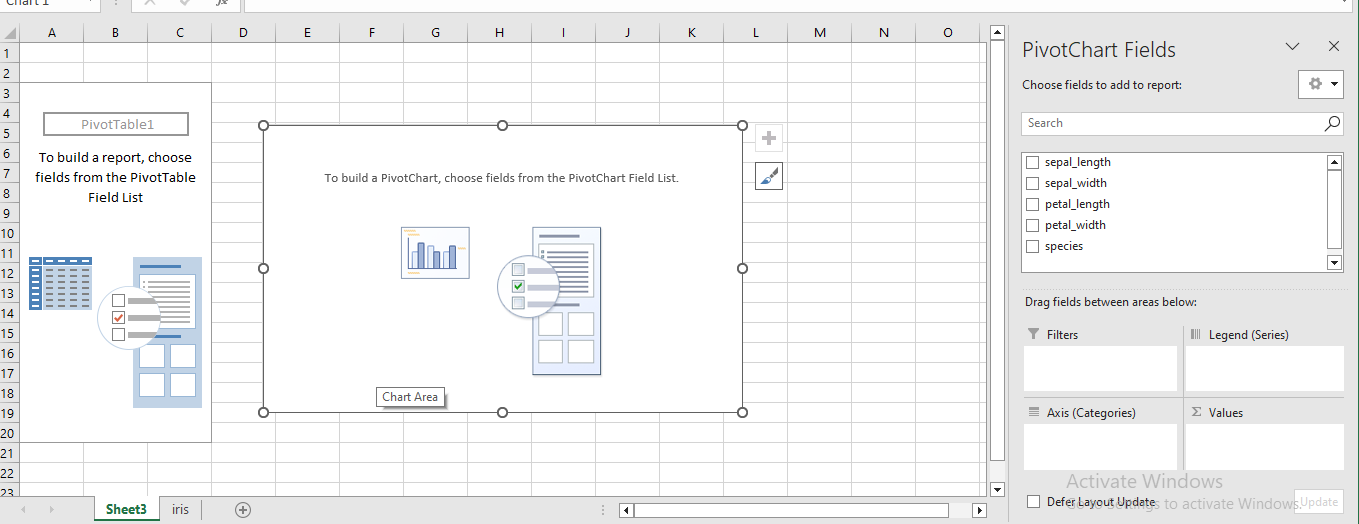 Chart 1
fx
A B C D E F G H I J K L M N O
1
2
3
4
5
6
7
8
9
10
11
12
13
14
15
16
17
18
19
20
21
22
23
PivotTable1
To build a report, choose
fields from the PivotTable
Field List
To build a PivotChart, choose fields from the PivotChart Field List.
Chart Area
Sheet3 iris
PivotChart Fields
Choose fields to add to report:
Search
sepal_length
sepal_width
petal_length
petal_width
species
Drag fields between areas below:
Filters
Legend (Series)
Axis (Categories)
Σ Values
Activate Windows
Go to Settings to activate Windows.
Defer Layout Update
Update